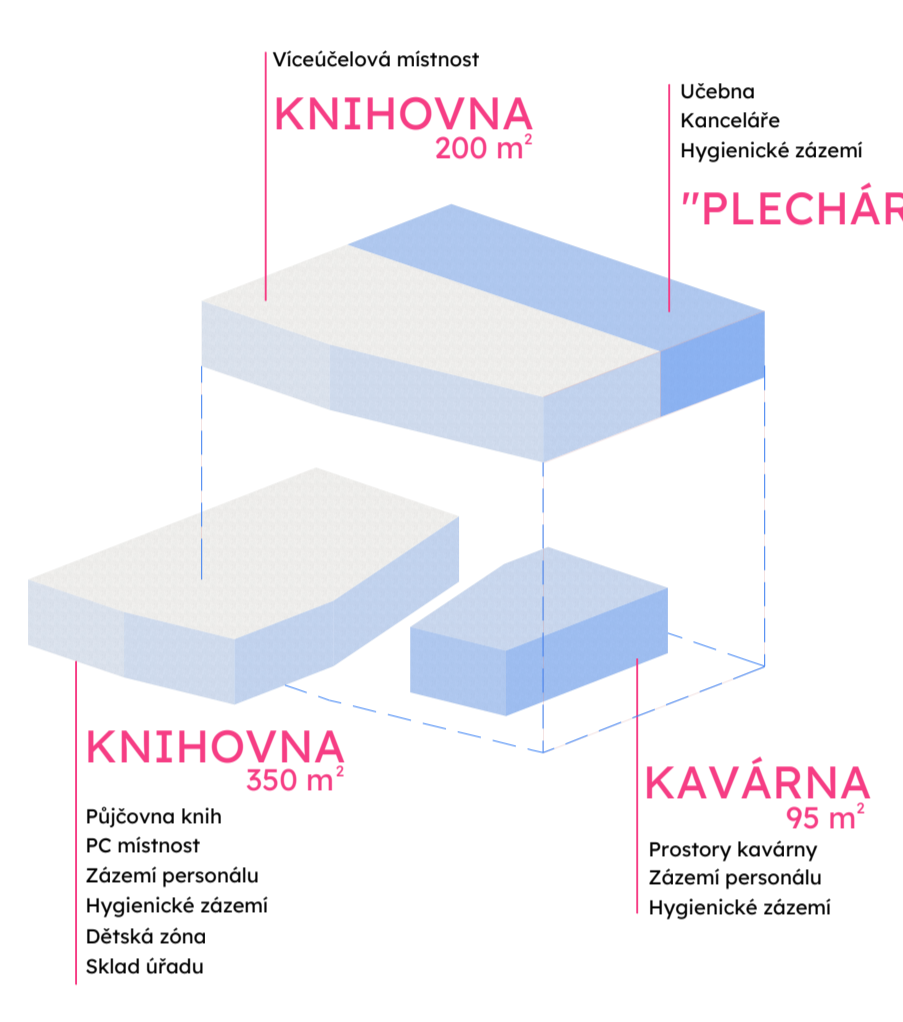 Víceúčelová místnost
KNIHOVNA
200 m²
Učebna
Kanceláře
Hygienické zázemí
"PLECHÁR
KNIHOVNA
350 m²
Půjčovna knih
PC místnost
Zázemí personálu
Hygienické zázemí
Dětská zóna
Sklad úřadu
KAVÁRNA
95 m²
Prostory kavárny
Zázemí personálu
Hygienické zázemí